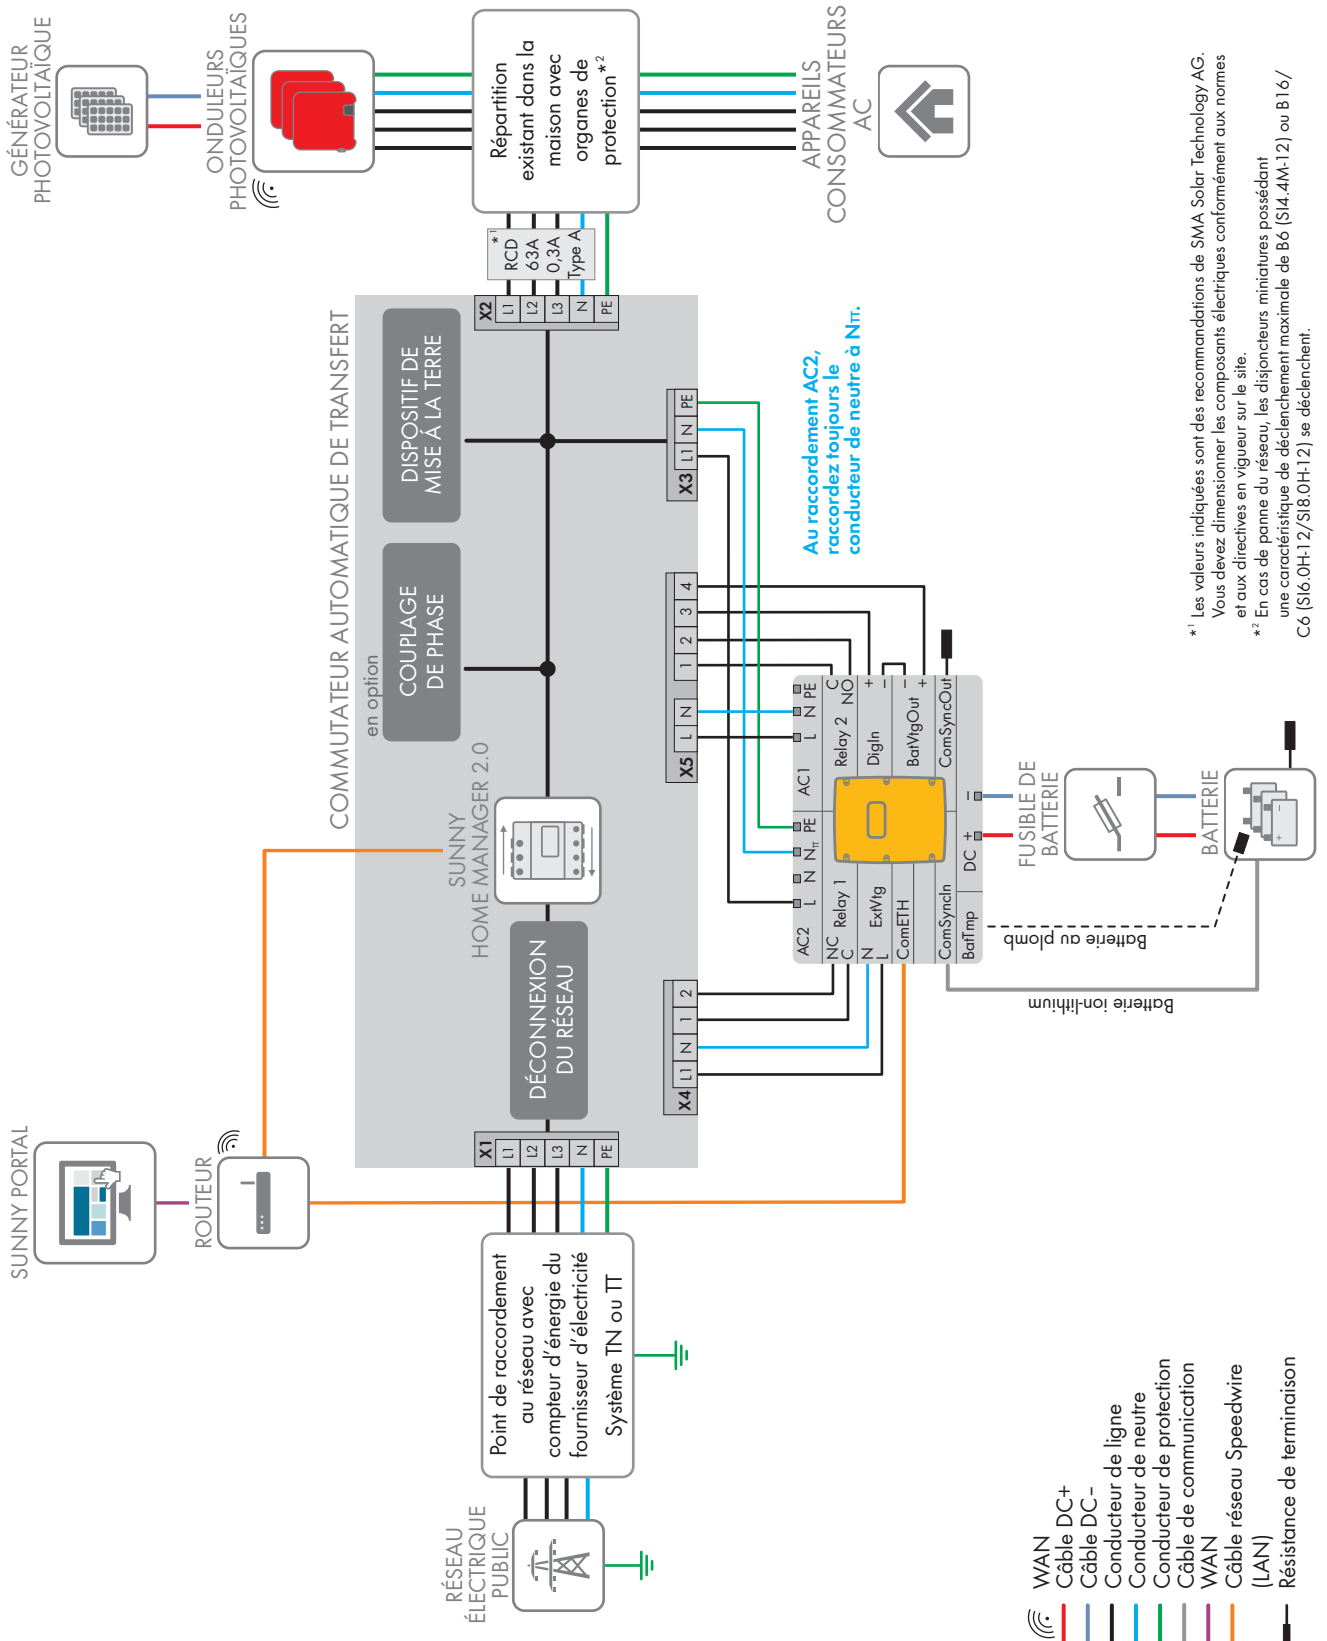 GÉNÉRATEUR
PHOTOVOLTAÏQUE
ONDULEURS
PHOTOVOLTAÏQUES
Répartition
existant dans la
maison avec
organes de
protection*2
APPAREILS
CONSOMMATEURS
AC
*1
RCD
63A
0,3A
Type A
X2
L1
L2
L3
N
PE
COMMUTATEUR AUTOMATIQUE DE TRANSFERT
DISPOSITIF DE
MISE Á LA TERRE
en option
COUPLAGE
DE PHASE
SUNNY
HOME MANAGER 2.0
DÉCONNEXION
DU RÉSEAU
X1
L1
L2
L3
N
PE
X3
L1
N
PE
X5
L
N
1
2
3
4
X4
L1
N
1
2
Au raccordement AC2,
raccordez toujours le
conducteur de neutre à NTT.
AC2
L
N
NTT
PE
AC1
L
N
PE
NC
C
Relay 1
N
L
ExtVtg
ComETH
ComSyncIn
BatTmp
C
NO
Relay 2
+
−
DigIn
−
+
BatVtgOut
ComSyncOut
DC
+
−
FUSIBLE DE
BATTERIE
BATTERIE
+
−
Batterie au plomb
Batterie ion-lithium
SUNNY PORTAL
ROUTEUR
Point de raccordement
au réseau avec
compteur d'énergie du
fournisseur d'électricité
Système TN ou TT
RÉSEAU
ÉLECTRIQUE
PUBLIC
WAN
Câble DC+
Câble DC−
Conducteur de ligne
Conducteur de neutre
Conducteur de protection
Câble de communication
WAN
Câble réseau Speedwire
(LAN)
Résistance de terminaison
*1 Les valeurs indiquées sont des recommandations de SMA Solar Technology AG.
Vous devez dimensionner les composants électriques conformément aux normes
et aux directives en vigueur sur le site.
*2 En cas de panne du réseau, les disjoncteurs miniatures possédant
une caractéristique de déclenchement maximale de B6 (SI4.4M-12) ou B16/
C6 (SI6.0H-12/SI8.0H-12) se déclenchent.